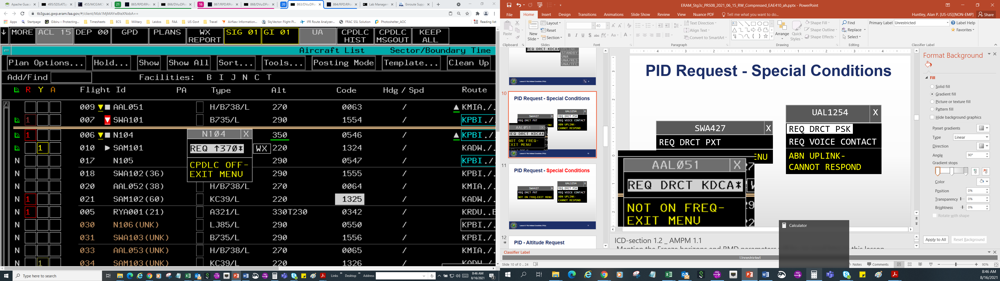 Apache Guaca
495/SDS:ATSp
455/MCG:MC
21
865/RPD:RPo
866/DVu:DPo
16
867/RPD:RPo
868/DVu:DPo
20
863/DVu:DPo
864/RPD:RPo
Lab Managem
Enroute Supp
tb3guac.gwp.eram.faa.gov/#/client/Mzk1MjMAYwBteXNxbA==
Apps
Startpage
Gibiru – Protecting...
Timesheets
ECS
Military
Leidos
FAA
US Govt
Travel
AirNav: Information...
SkyVector: Flight Pl...
IFR Route Analyzer...
FRAC SSL Solution
Photoshelter_AOC
Reading list
MORE
ACL 15
DEP 00
GPD
PLANS
WX
REPORT
SIG 01
GI 01
UA
CPDLC
HIST
CPDLC
MSGOUT
KEEP
ALL
Aircraft List Sector/Boundary Time
Plan Options...
Hold...
Show
Show All
Sort...
Tools...
Posting Mode
Template...
Clean Up
Add/Find
Facilities: B I J N C T
R Y A Flight Id PA Type Alt Code Hdg / Spd Route
009 AAL051 H/B738/L 270 0063 / KMIA./.
1 007 SWA101 B735/L 290 1554 / KPBI./.
1 006 N104 350 0546 / KPBI./.
1 010 SAM101 WX 220 1324 / KADW./.
N 017 N105 290 0547 / KPBI./.
N 018 SWA102(36) 290 1555 / KPBI./.
N 020 AAL052(38) H/B738/L 270 0064 / KMIA./.
N 1 021 SAM102(60) KC39/L 220 1325 / KADW./.
N 1 005 RYA001(21) A321/L 330T230 0342 / KRDU..E
N 030 N106(UNK) LJ85/L 290 0550 / KPBI./.
N 031 SWA103(UNK) B735/L 290 1556 / KPBI./.
N 033 AAL053(UNK) H/B738/L 270 0065 / KMIA./.
N 1 034 SAM103(UNK) KC39/L 220 1326 / KADW./.
N104 X
REQ ↑370*
CPDLC OFF-
EXIT MENU
Type here to search
Links
Desktop
Address
8:46 AM
8/16/2021
ERAM_Stg3c_PRS08_2021_06_15_RW_Compressed_EAE410_ah.pptx - PowerPoint
File
Home
Insert
Design
Transitions
Animations
Slide Show
Review
View
Nuance PDF
Tell me what you want to do...
Huntley, Alan P. [US-US](NON-EMP)
Share
Paste
Clipboard
New
Slide
Layout
Reset
Section
Slides
40
Font
Text Direction
Align Text
Convert to SmartArt
Paragraph
Arrange
Quick
Styles
Shape Fill
Shape Outline
Shape Effects
Drawing
Find
Replace
Select
Editing
Primary Label
Unrestricted
Label Help
Favorites
Classifier Label
REQ DRCT KDCA*
UPLINK
STANDBY
UNA
UNA/RES
UNA/TFC
10
PID Request - Special Conditions
SWA427 X
REQ DRCT PXT
ENU
AAL051 X
REQ DRCT KDCA*
NOT ON FREQ-
EXIT MENU
UAL1254 X
REQ DRCT PSK
REQ VOICE CONTACT
ABN UPLINK-
CANNOT RESPOND
11
PID Request - Special Conditions
SWA427 X
REQ DRCT PXT
NOT ON FREQ-EXIT MENU
UAL1254 X
REQ DRCT PSK
REQ VOICE CONTACT
ABN UPLINK-
CANNOT RESPOND
12
PID - Altitude Request
PID Request - Special Conditions
SWA427 X
REQ DRCT PXT
ENU
AAL051 X
REQ DRCT KDCA*
NOT ON FREQ-
EXIT MENU
UAL1254 X
REQ DRCT PSK
REQ VOICE CONTACT
ABN UPLINK-
CANNOT RESPOND
Calculator
ICD-section 1.2 _ AMPM 1.1
Format Background
Fill
Solid fill
Gradient fill
Picture or texture fill
Pattern fill
Hide background graphics
Preset gradients
Type Linear
Direction
Angle 90°
Gradient stops
Color
Position 0%
Transparency 0%
Brightness 0%
Rotate with shape
Apply to All
Reset Background
Classifier Label
Unrestricted
Slide 10 of 0 .. 24
Notes
Comments
90%
8:46 AM
8/16/2021